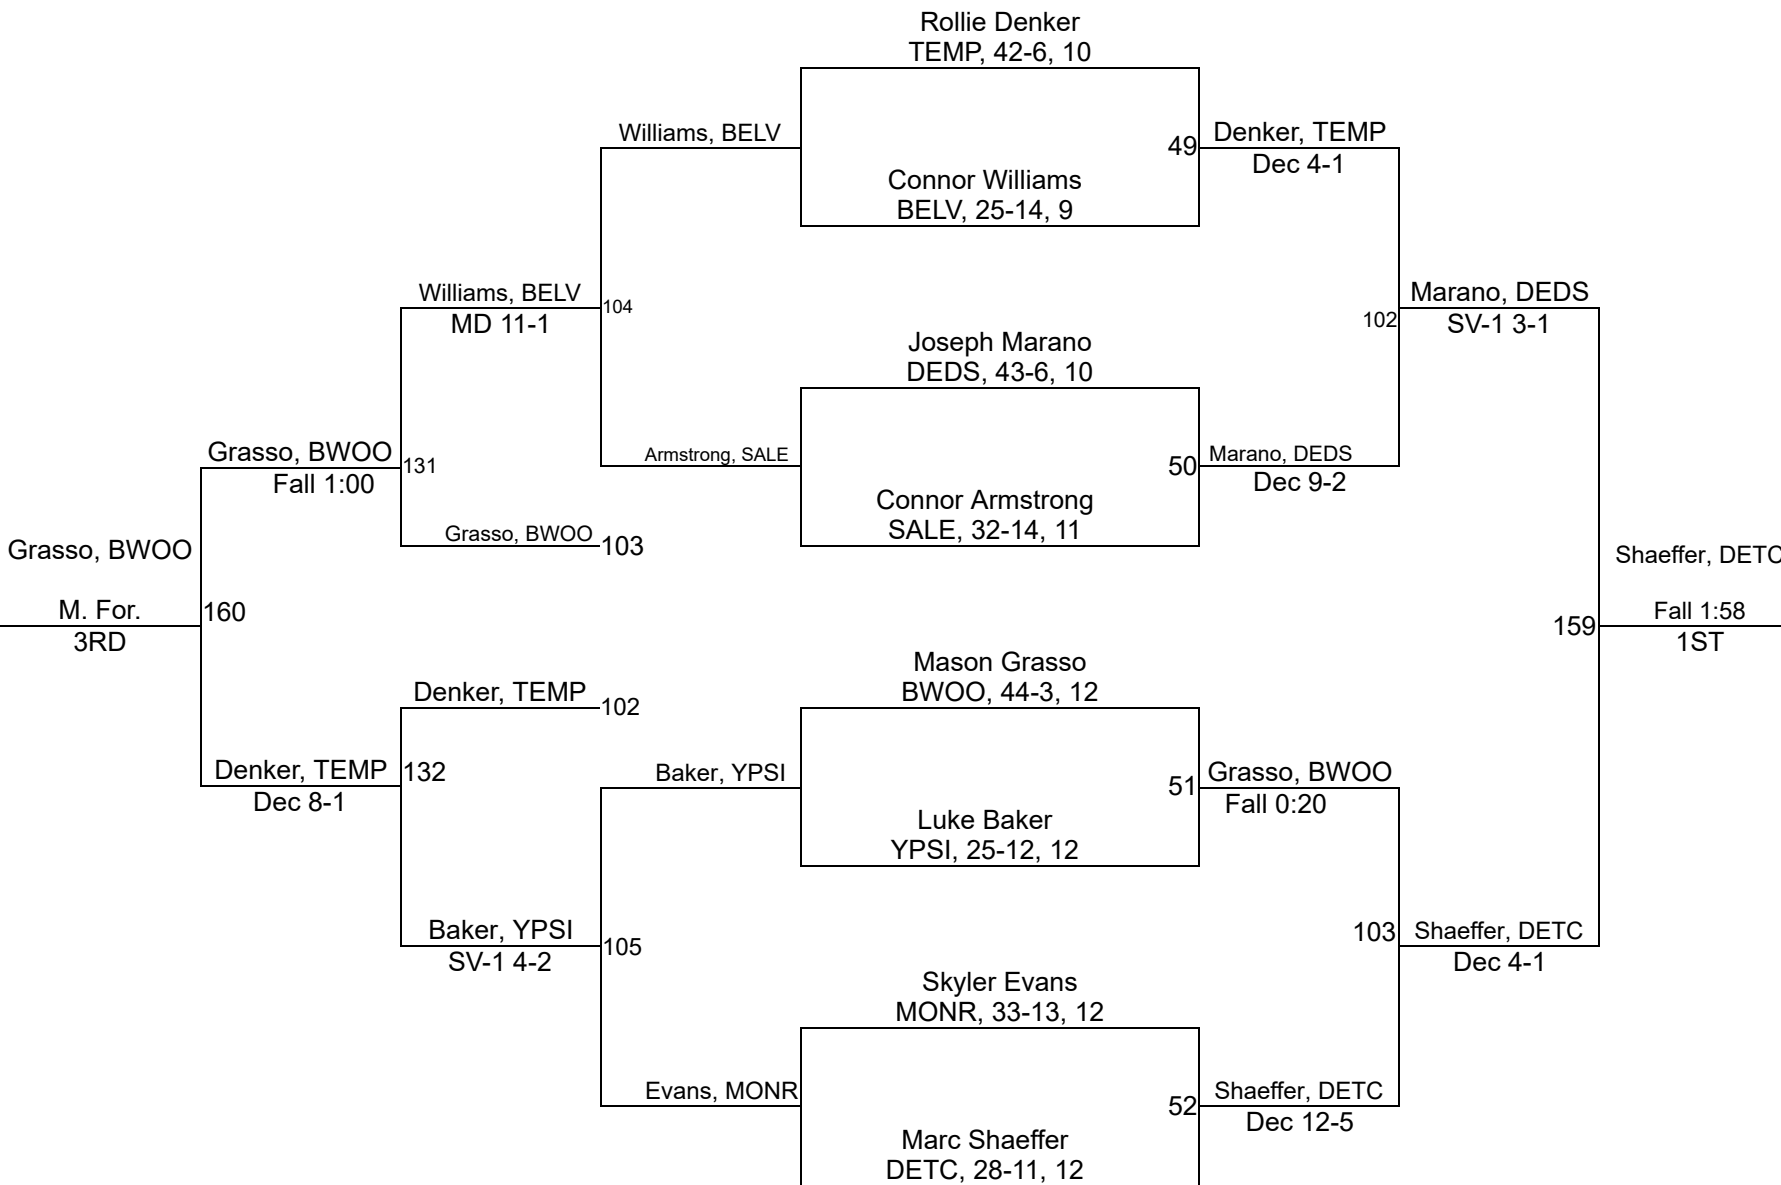 Rollie Denker
TEMP, 42-6, 10
Williams, BELV
49
Denker, TEMP
Dec 4-1
Connor Williams
BELV, 25-14, 9
Williams, BELV
MD 11-1
104
102
Marano, DEDS
SV-1 3-1
Joseph Marano
DEDS, 43-6, 10
Grasso, BWOO
Fall 1:00
131
Armstrong, SALE
50
Marano, DEDS
Dec 9-2
Connor Armstrong
SALE, 32-14, 11
Grasso, BWOO
103
Grasso, BWOO
M. For.
3RD
160
Shaeffer, DETC
159
Fall 1:58
1ST
Mason Grasso
BWOO, 44-3, 12
Denker, TEMP
102
Denker, TEMP
Dec 8-1
132
Baker, YPSI
51
Grasso, BWOO
Fall 0:20
Luke Baker
YPSI, 25-12, 12
Baker, YPSI
SV-1 4-2
105
103
Shaeffer, DETC
Dec 4-1
Skyler Evans
MONR, 33-13, 12
Evans, MONR
52
Shaeffer, DETC
Dec 12-5
Marc Shaeffer
DETC, 28-11, 12